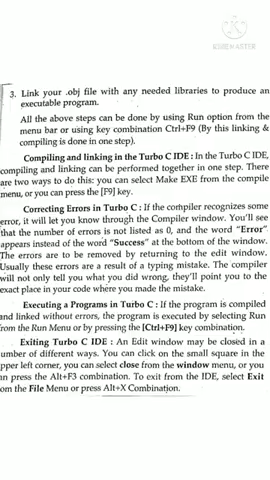 3. Link your .obj file with any needed libraries to produce an
executable program.
All the above steps can be done by using Run option from the
menu bar or using key combination Ctrl+F9 (By this linking &
compiling is done in one step).
Compiling and linking in the Turbo C IDE : In the Turbo C IDE,
compiling and linking can be performed together in one step. There
are two ways to do this: you can select Make EXE from the compile
menu, or you can press the [F9] key.
Correcting Errors in Turbo C : If the compiler recognizes some
error, it will let you know through the Compiler window. You'll see
that the number of errors is not listed as 0, and the word "Error"
appears instead of the word "Success" at the bottom of the window.
The errors are to be removed by returning to the edit window.
Usually these errors are a result of a typing mistake. The compiler
will not only tell you what you did wrong, they'll point you to the
exact place in your code where you made the mistake.
Executing a Programs in Turbo C : If the program is compiled
and linked without errors, the program is executed by selecting Run
from the Run Menu or by pressing the [Ctrl+F9] key combination.
Exiting Turbo C IDE : An Edit window may be closed in a
umber of different ways. You can click on the small square in the
pper left corner, you can select close from the window menu, or you
an press the Alt+F3 combination. To exit from the IDE, select Exit
om the File Menu or press Alt+X Combination.